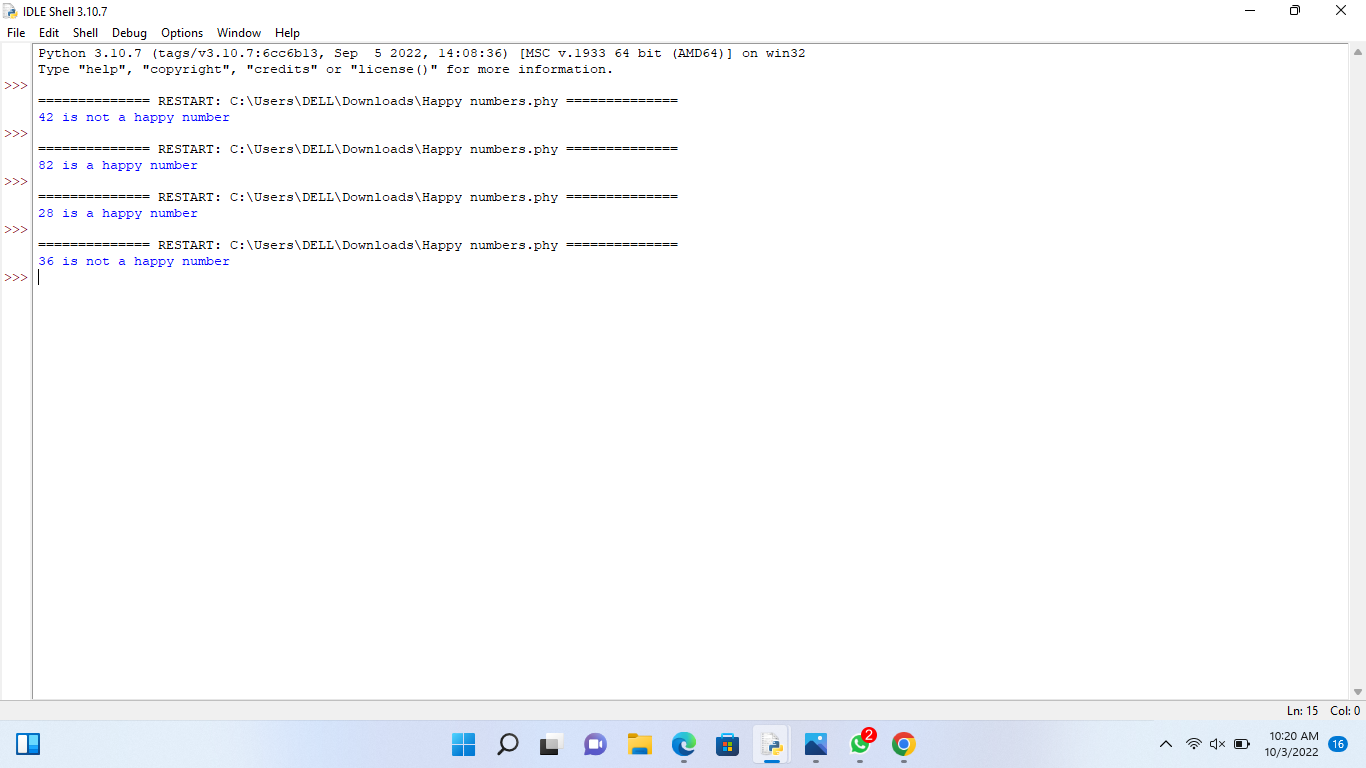 IDLE Shell 3.10.7
File Edit Shell Debug Options Window Help
Python 3.10.7 (tags/v3.10.7:6cc6b13, Sep  5 2022, 14:08:36) [MSC v.1933 64 bit (AMD64)] on win32
Type "help", "copyright", "credits" or "license()" for more information.
>>>
============== RESTART: C:\Users\DELL\Downloads\Happy numbers.phy ==============
42 is not a happy number
>>>
============== RESTART: C:\Users\DELL\Downloads\Happy numbers.phy ==============
82 is a happy number
>>>
============== RESTART: C:\Users\DELL\Downloads\Happy numbers.phy ==============
28 is a happy number
>>>
============== RESTART: C:\Users\DELL\Downloads\Happy numbers.phy ==============
36 is not a happy number
>>>
Ln: 15 Col: 0
2
10:20 AM
10/3/2022
16